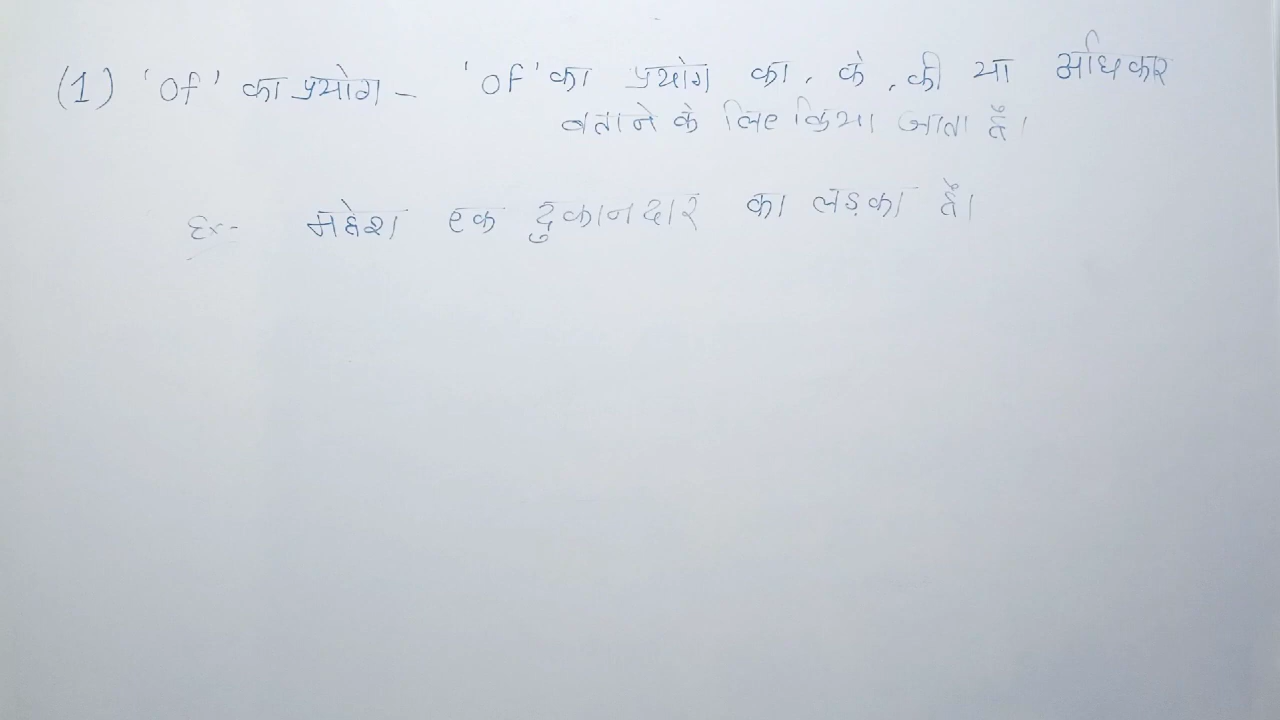 (1) 'of' का प्रयोग - 'of' का प्रयोग का, के, की या अधिकार
बताने के लिए किया जाता है।
Ex- महेश एक दुकानदार का लड़का है।